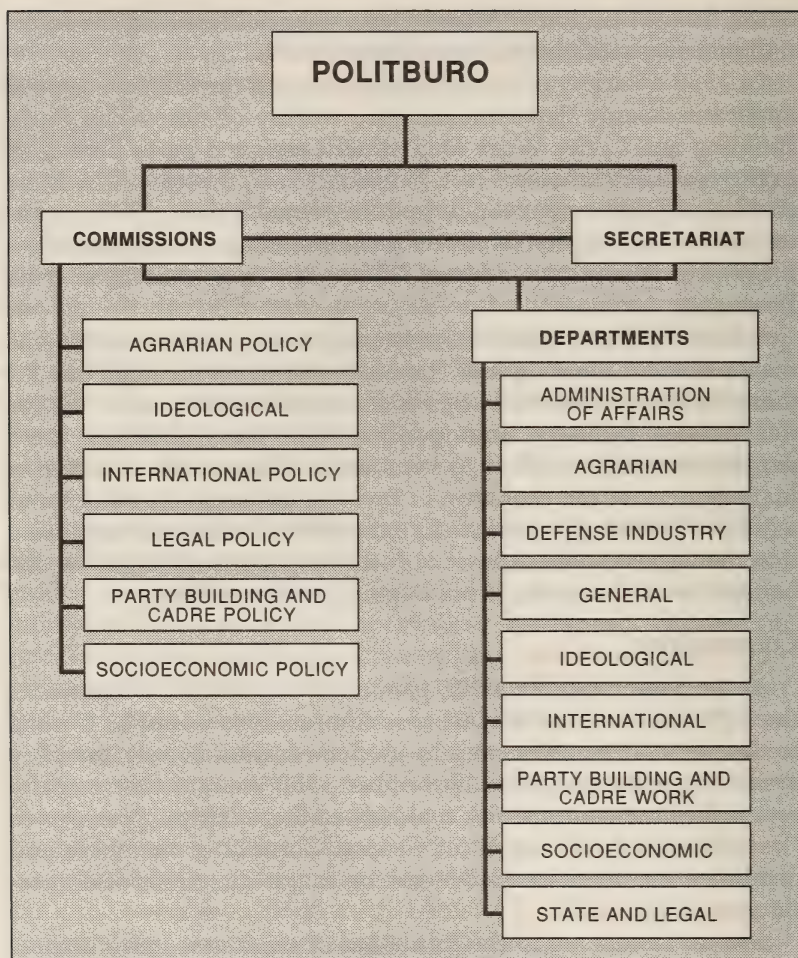 POLITBURO
COMMISSIONS
SECRETARIAT
AGRARIAN POLICY
IDEOLOGICAL
INTERNATIONAL POLICY
LEGAL POLICY
PARTY BUILDING AND
CADRE POLICY
SOCIOECONOMIC POLICY
DEPARTMENTS
ADMINISTRATION
OF AFFAIRS
AGRARIAN
DEFENSE INDUSTRY
GENERAL
IDEOLOGICAL
INTERNATIONAL
PARTY BUILDING AND
CADRE WORK
SOCIOECONOMIC
STATE AND LEGAL